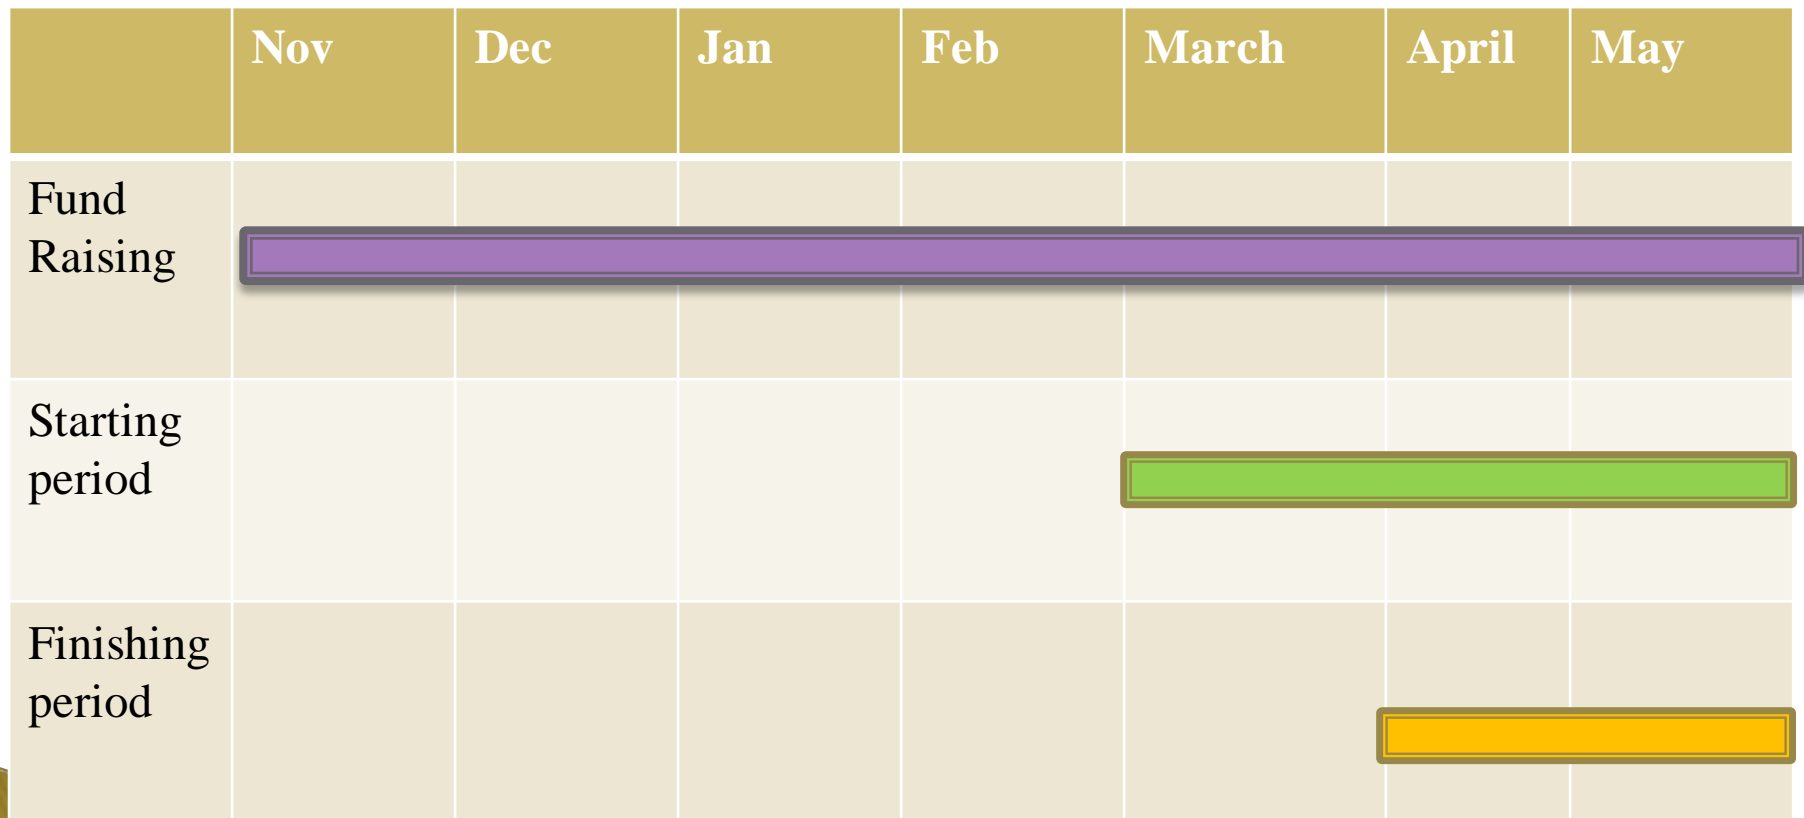 Nov Dec Jan Feb March April May
Fund
Raising
Starting
period
Finishing
period